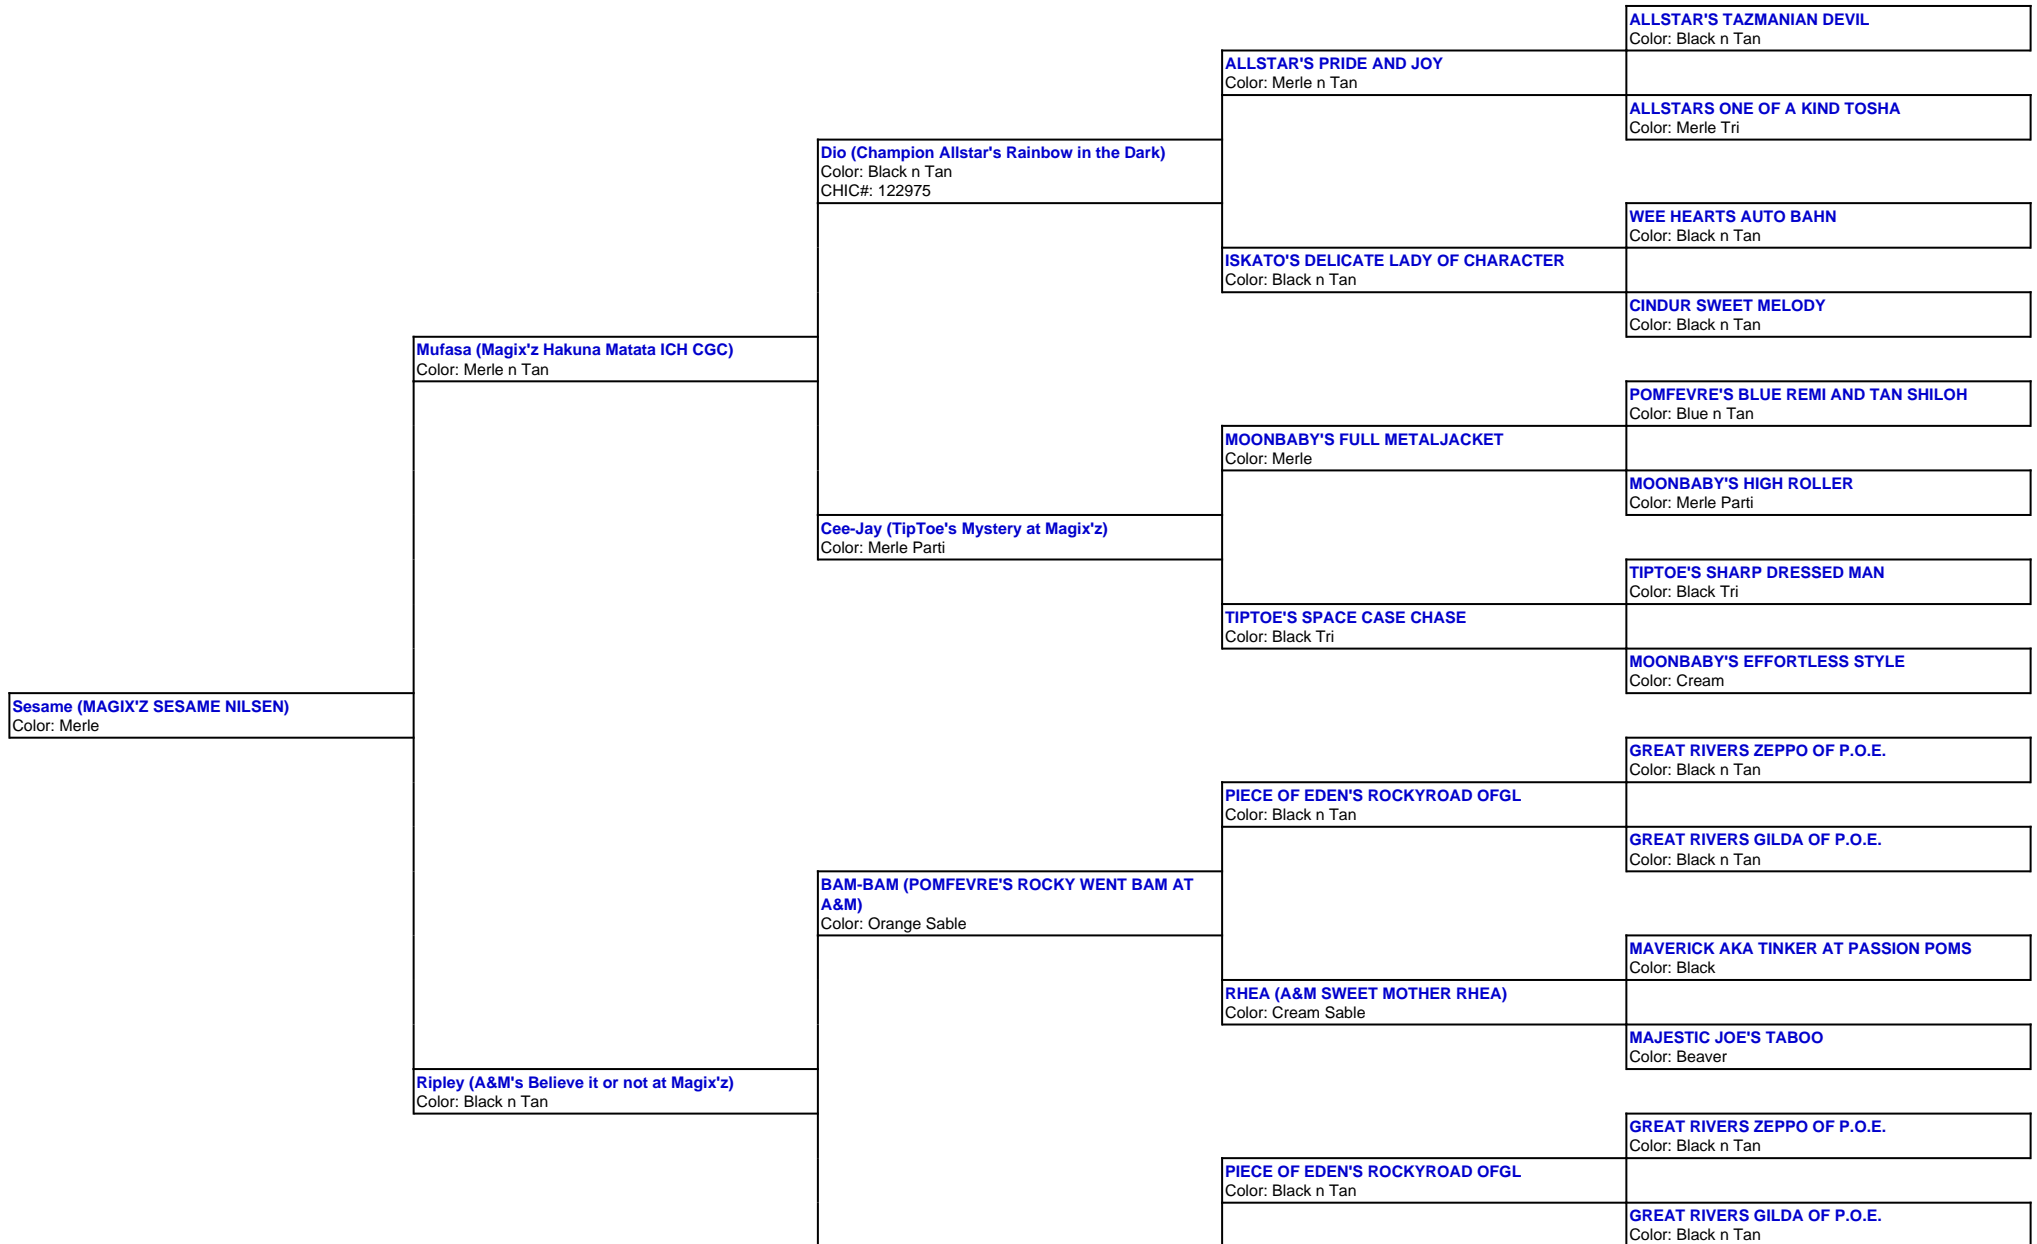 ALLSTAR'S TAZMANIAN DEVIL
Color: Black n Tan
ALLSTAR'S PRIDE AND JOY
Color: Merle n Tan
ALLSTARS ONE OF A KIND TOSHA
Color: Merle Tri
Dio (Champion Allstar's Rainbow in the Dark)
Color: Black n Tan
CHIC#: 122975
WEE HEARTS AUTO BAHN
Color: Black n Tan
ISKATO'S DELICATE LADY OF CHARACTER
Color: Black n Tan
CINDUR SWEET MELODY
Color: Black n Tan
Mufasa (Magix'z Hakuna Matata ICH CGC)
Color: Merle n Tan
POMFEVRE'S BLUE REMI AND TAN SHILOH
Color: Blue n Tan
MOONBABY'S FULL METALJACKET
Color: Merle
MOONBABY'S HIGH ROLLER
Color: Merle Parti
Cee-Jay (TipToe's Mystery at Magix'z)
Color: Merle Parti
TIPTOE'S SHARP DRESSED MAN
Color: Black Tri
TIPTOE'S SPACE CASE CHASE
Color: Black Tri
MOONBABY'S EFFORTLESS STYLE
Color: Cream
Sesame (MAGIX'Z SESAME NILSEN)
Color: Merle
GREAT RIVERS ZEPPO OF P.O.E.
Color: Black n Tan
PIECE OF EDEN'S ROCKYROAD OFGL
Color: Black n Tan
GREAT RIVERS GILDA OF P.O.E.
Color: Black n Tan
BAM-BAM (POMFEVRE'S ROCKY WENT BAM AT
A&M)
Color: Orange Sable
MAVERICK AKA TINKER AT PASSION POMS
Color: Black
RHEA (A&M SWEET MOTHER RHEA)
Color: Cream Sable
MAJESTIC JOE'S TABOO
Color: Beaver
Ripley (A&M's Believe it or not at Magix'z)
Color: Black n Tan
GREAT RIVERS ZEPPO OF P.O.E.
Color: Black n Tan
PIECE OF EDEN'S ROCKYROAD OFGL
Color: Black n Tan
GREAT RIVERS GILDA OF P.O.E.
Color: Black n Tan